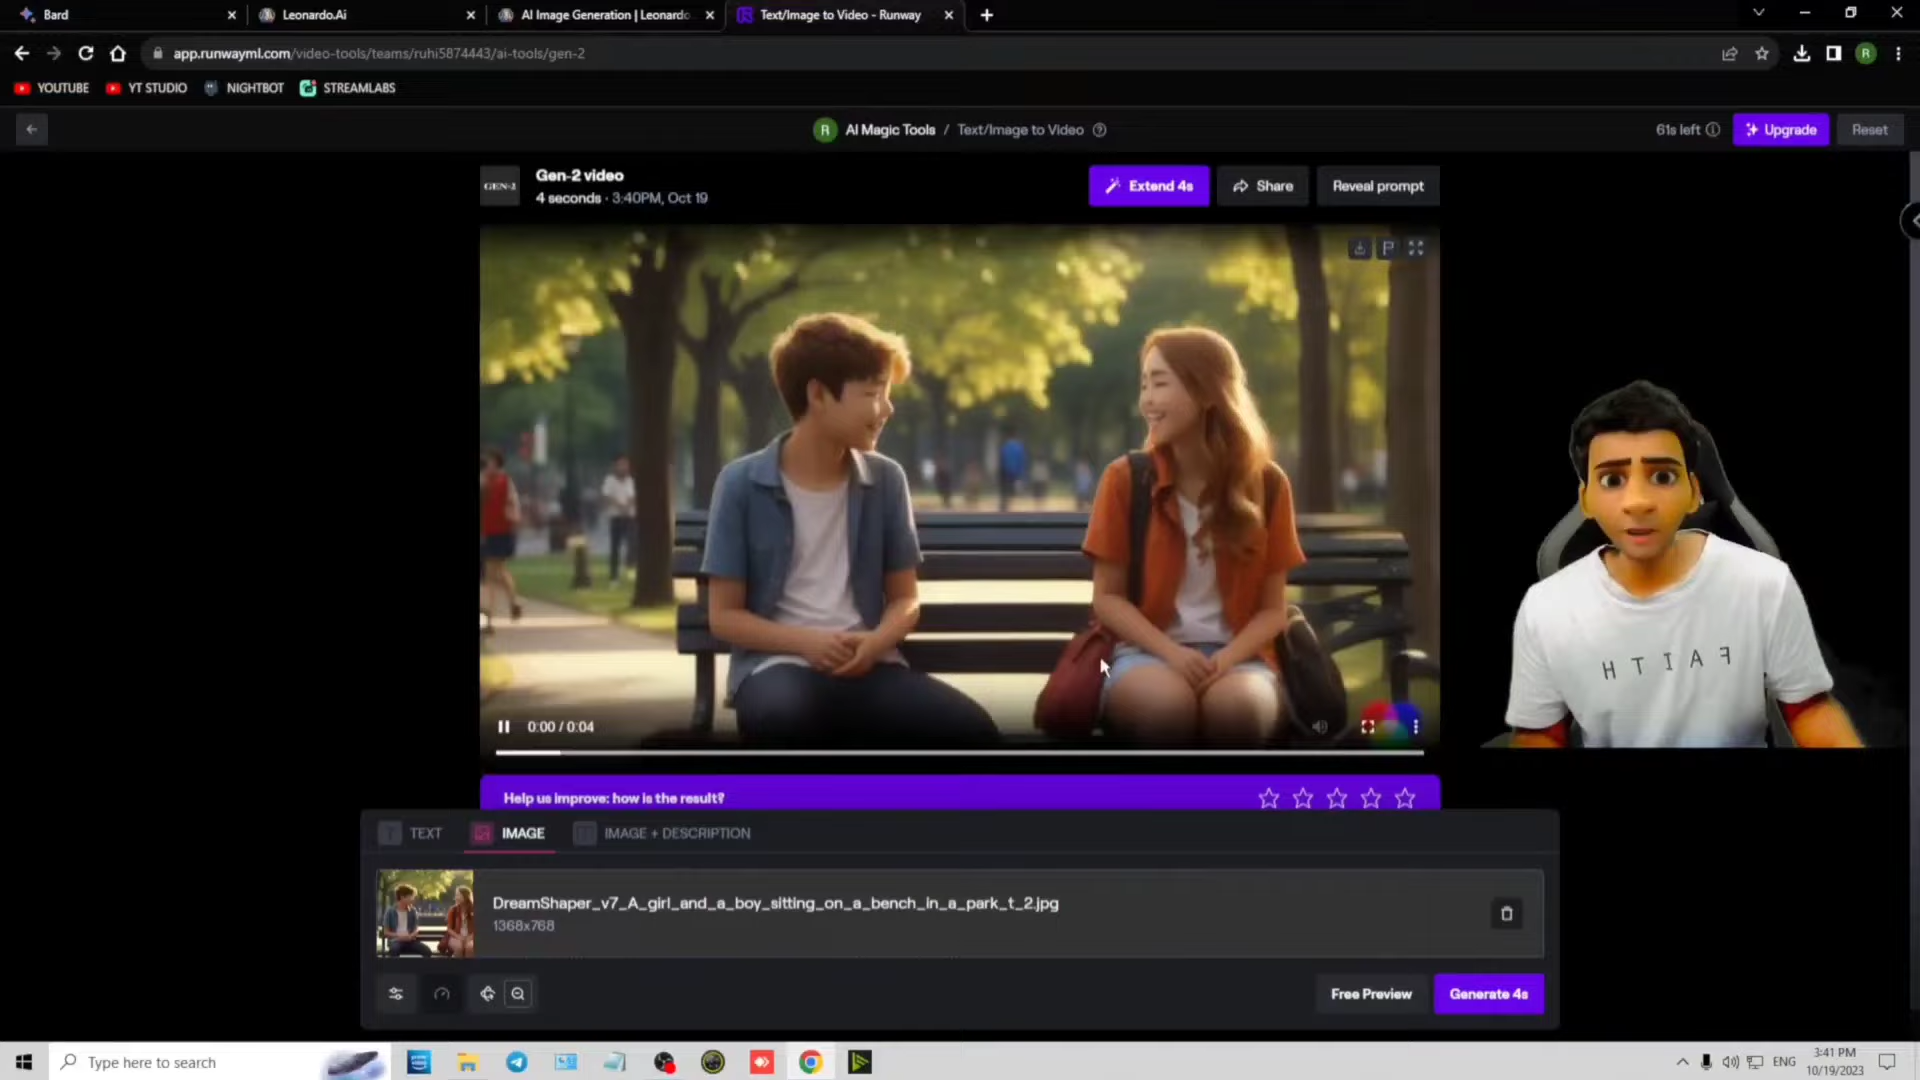 Bard
Leonardo.Ai
AI Image Generation | Leonardo
Text/Image to Video - Runway
app.runwayml.com/video-tools/teams/ruhi5874443/ai-tools/gen-2
R
YOUTUBE
YT STUDIO
NIGHTBOT
STREAMLABS
R
AI Magic Tools / Text/Image to Video
61s left
Upgrade
Reset
GEN-2
Gen-2 video
4 seconds · 3:40PM, Oct 19
Extend 4s
Share
Reveal prompt
FAITH
0:00 / 0:04
Help us improve: how is the result?
T TEXT
IMAGE
IMAGE + DESCRIPTION
DreamShaper_v7_A_girl_and_a_boy_sitting_on_a_bench_in_a_park_t_2.jpg
1368x768
Free Preview
Generate 4s
Type here to search
ENG
3:41 PM
10/19/2023